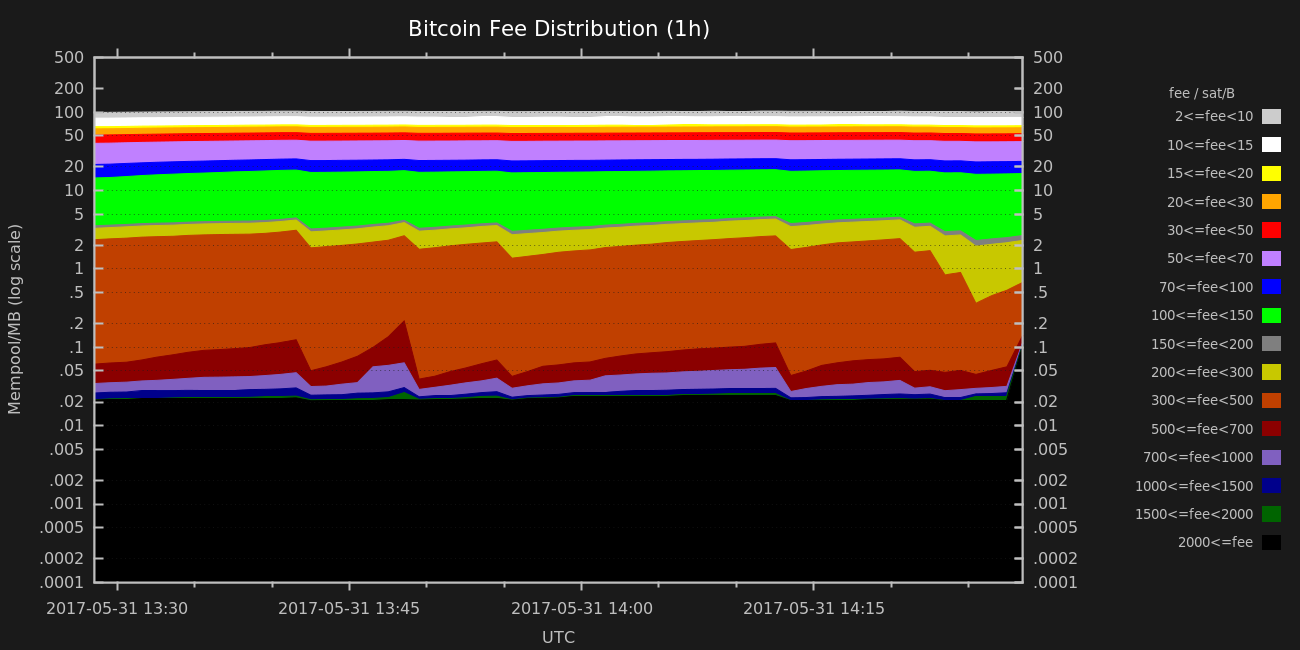 Bitcoin Fee Distribution (1h)
Mempool/MB (log scale)
500
200
100
50
20
10
5
2
1
.5
.2
.1
.05
.02
.01
.005
.002
.001
.0005
.0002
.0001
500
200
100
50
20
10
5
2
1
.5
.2
.1
.05
.02
.01
.005
.002
.001
.0005
.0002
.0001
2017-05-31 13:30
2017-05-31 13:45
2017-05-31 14:00
2017-05-31 14:15
UTC
fee / sat/B
2<=fee<10
10<=fee<15
15<=fee<20
20<=fee<30
30<=fee<50
50<=fee<70
70<=fee<100
100<=fee<150
150<=fee<200
200<=fee<300
300<=fee<500
500<=fee<700
700<=fee<1000
1000<=fee<1500
1500<=fee<2000
2000<=fee